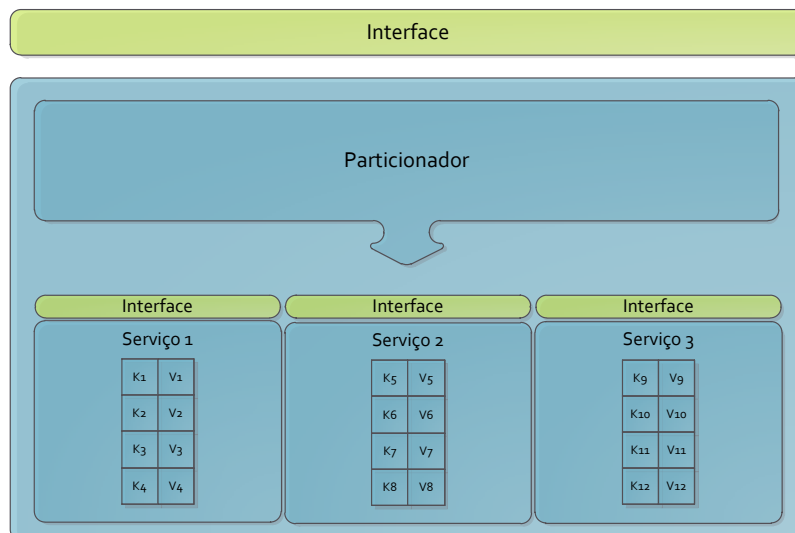 Interface
Particionador
Interface Interface Interface
Serviço 1 Serviço 2 Serviço 3
K1 V1 K5 V5 K9 V9
K2 V2 K6 V6 K10 V10
K3 V3 K7 V7 K11 V11
K4 V4 K8 V8 K12 V12